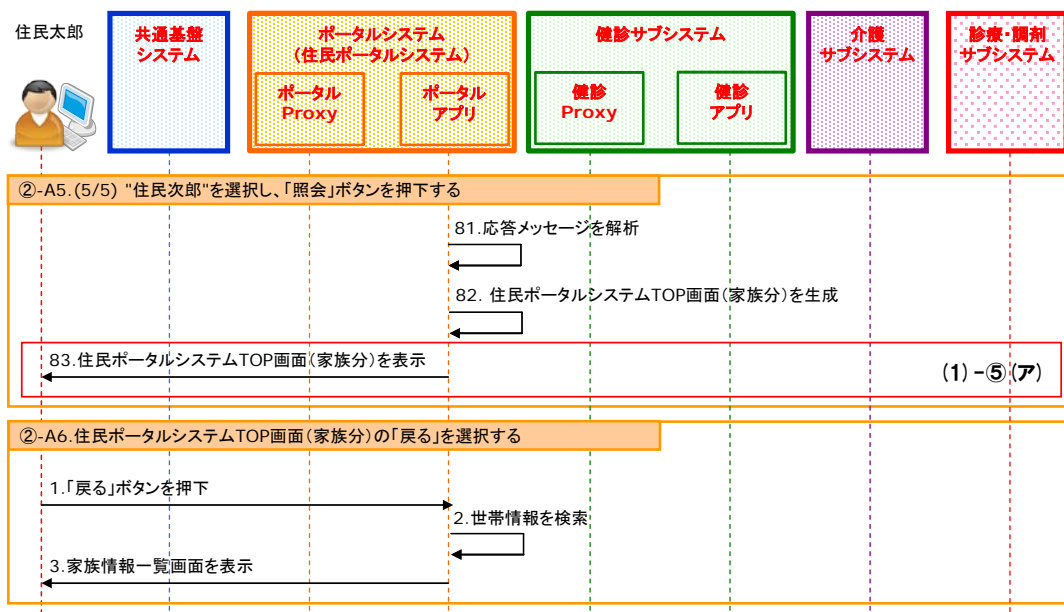 住民太郎
共通基盤
システム
ポータルシステム
(住民ポータルシステム)
ポータル
Proxy
ポータル
アプリ
健診サブシステム
健診
Proxy
健診
アプリ
介護
サブシステム
診療・調剤
サブシステム
②-A5.(5/5) "住民次郎"を選択し、「照会」ボタンを押下する
81.応答メッセージを解析
82. 住民ポータルシステムTOP画面(家族分)を生成
83.住民ポータルシステムTOP画面(家族分)を表示
(1)-⑤(ア)
②-A6.住民ポータルシステムTOP画面(家族分)の「戻る」を選択する
1.「戻る」ボタンを押下
2.世帯情報を検索
3.家族情報一覧画面を表示